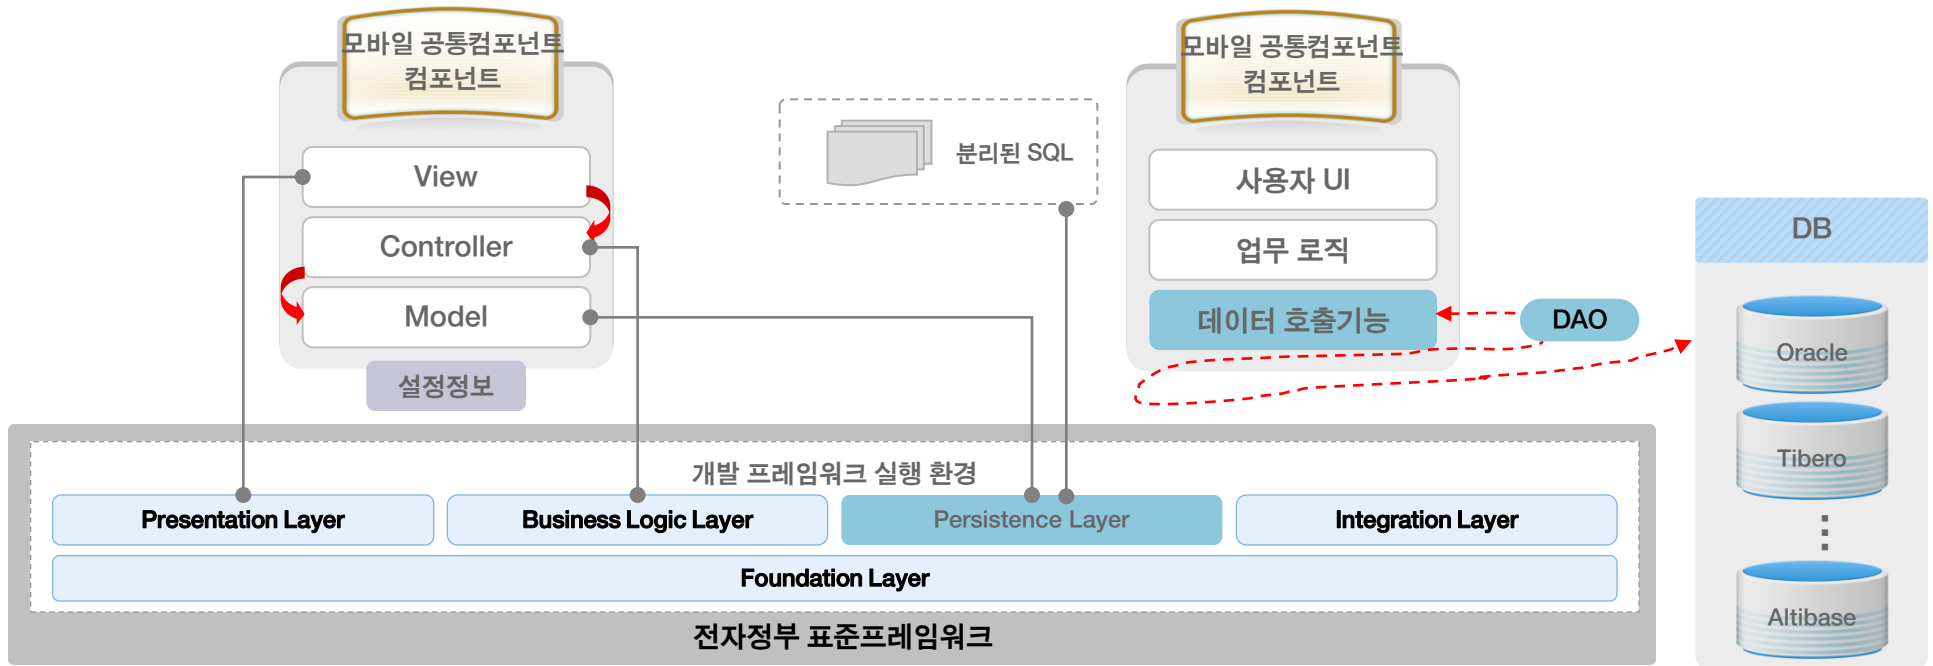 모바일 공통컴포넌트
컴포넌트
View
Controller
Model
설정정보
분리된 SQL
모바일 공통컴포넌트
컴포넌트
사용자 UI
업무 로직
데이터 호출기능
DAO
DB
Oracle
Tibero
Altibase
개발 프레임워크 실행 환경
Presentation Layer
Business Logic Layer
Persistence Layer
Integration Layer
Foundation Layer
전자정부 표준프레임워크